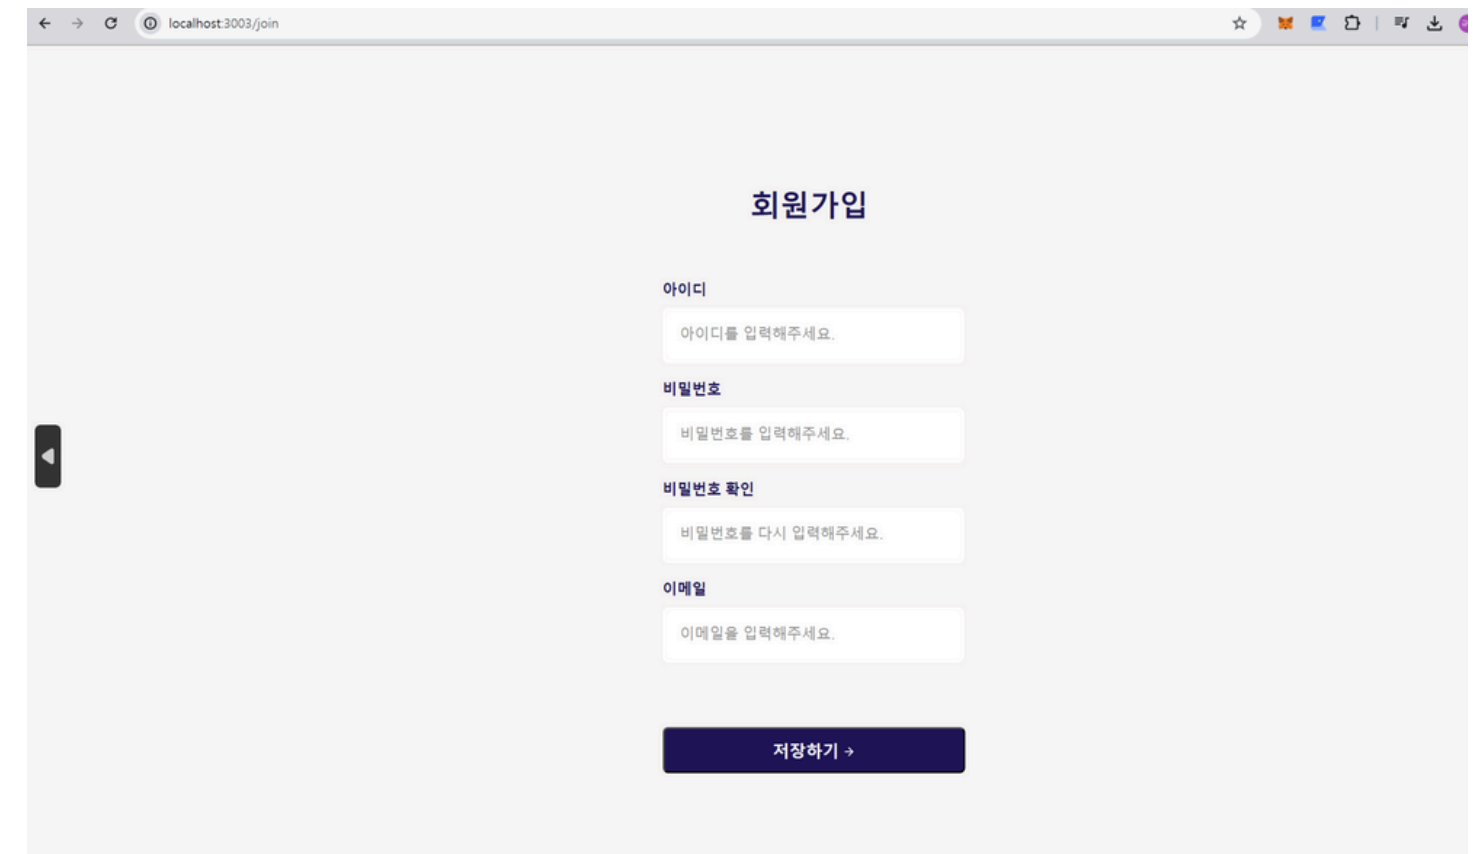 localhost:3003/join
회원가입
아이디
아이디를 입력해주세요.
비밀번호
비밀번호를 입력해주세요.
비밀번호 확인
비밀번호를 다시 입력해주세요.
이메일
이메일을 입력해주세요.
저장하기 →